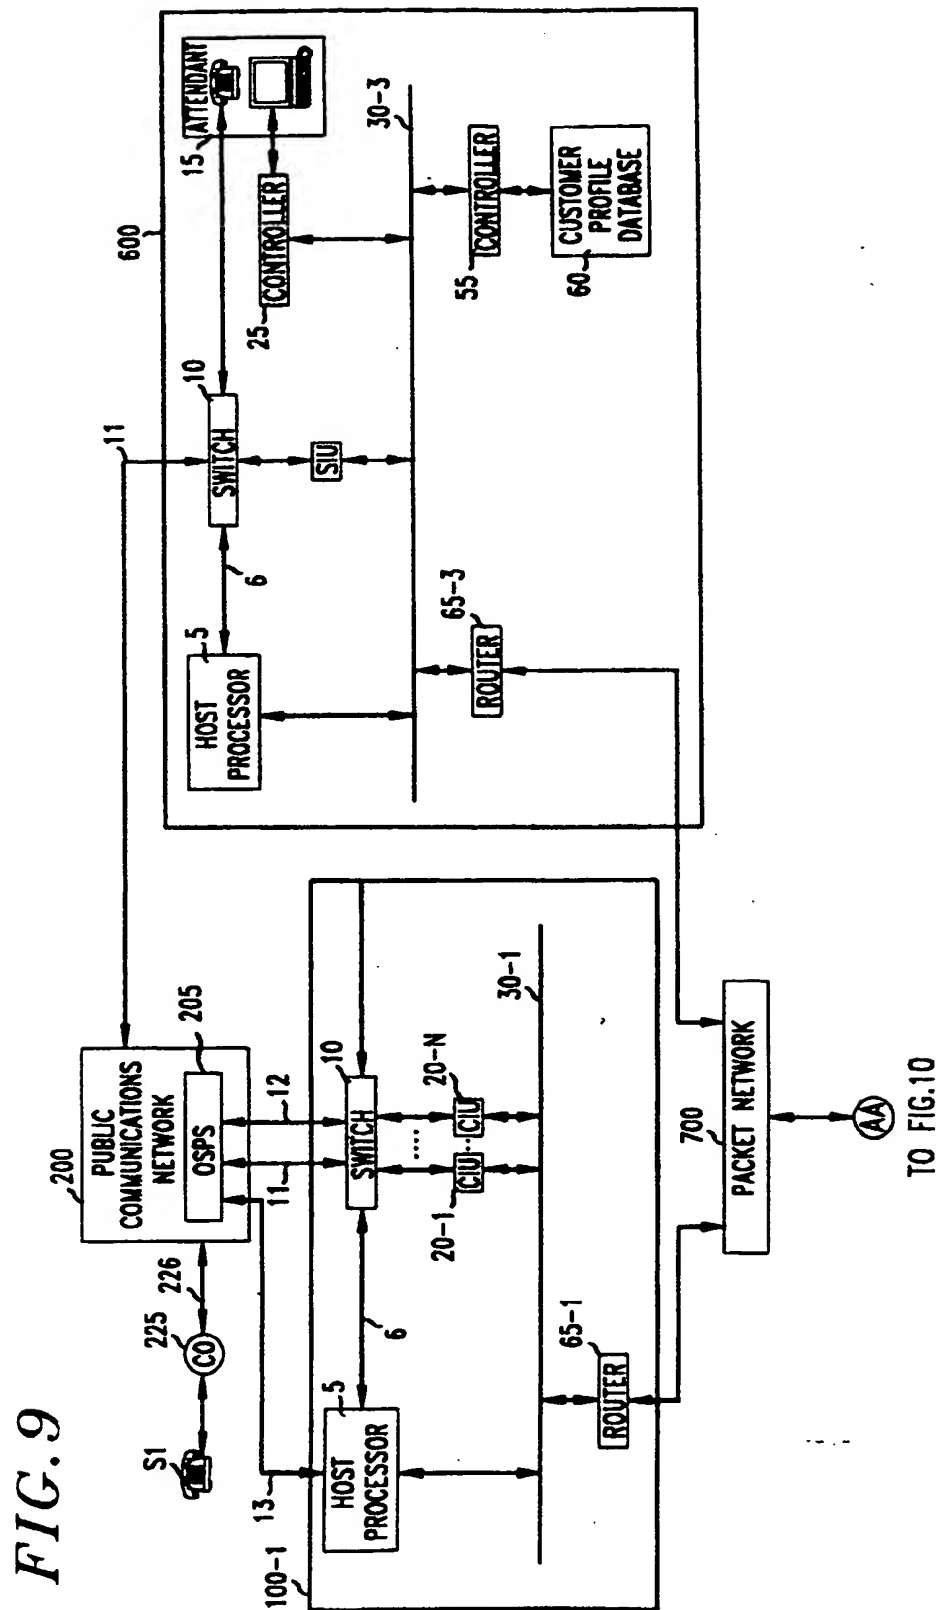 FIG. 9
S1
225
CO
226
200
PUBLIC
COMMUNICATIONS
NETWORK
205
OSPS
11
12
13
11
100-1
5
HOST
PROCESSOR
6
10
SWITCH
20-1
CIU
20-N
CIU
30-1
65-1
ROUTER
700
PACKET NETWORK
AA
TO FIG.10
600
5
HOST
PROCESSOR
6
10
SWITCH
SIU
15
ATTENDANT
25
CONTROLLER
30-3
65-3
ROUTER
55
CONTROLLER
60
CUSTOMER
PROFILE
DATABASE